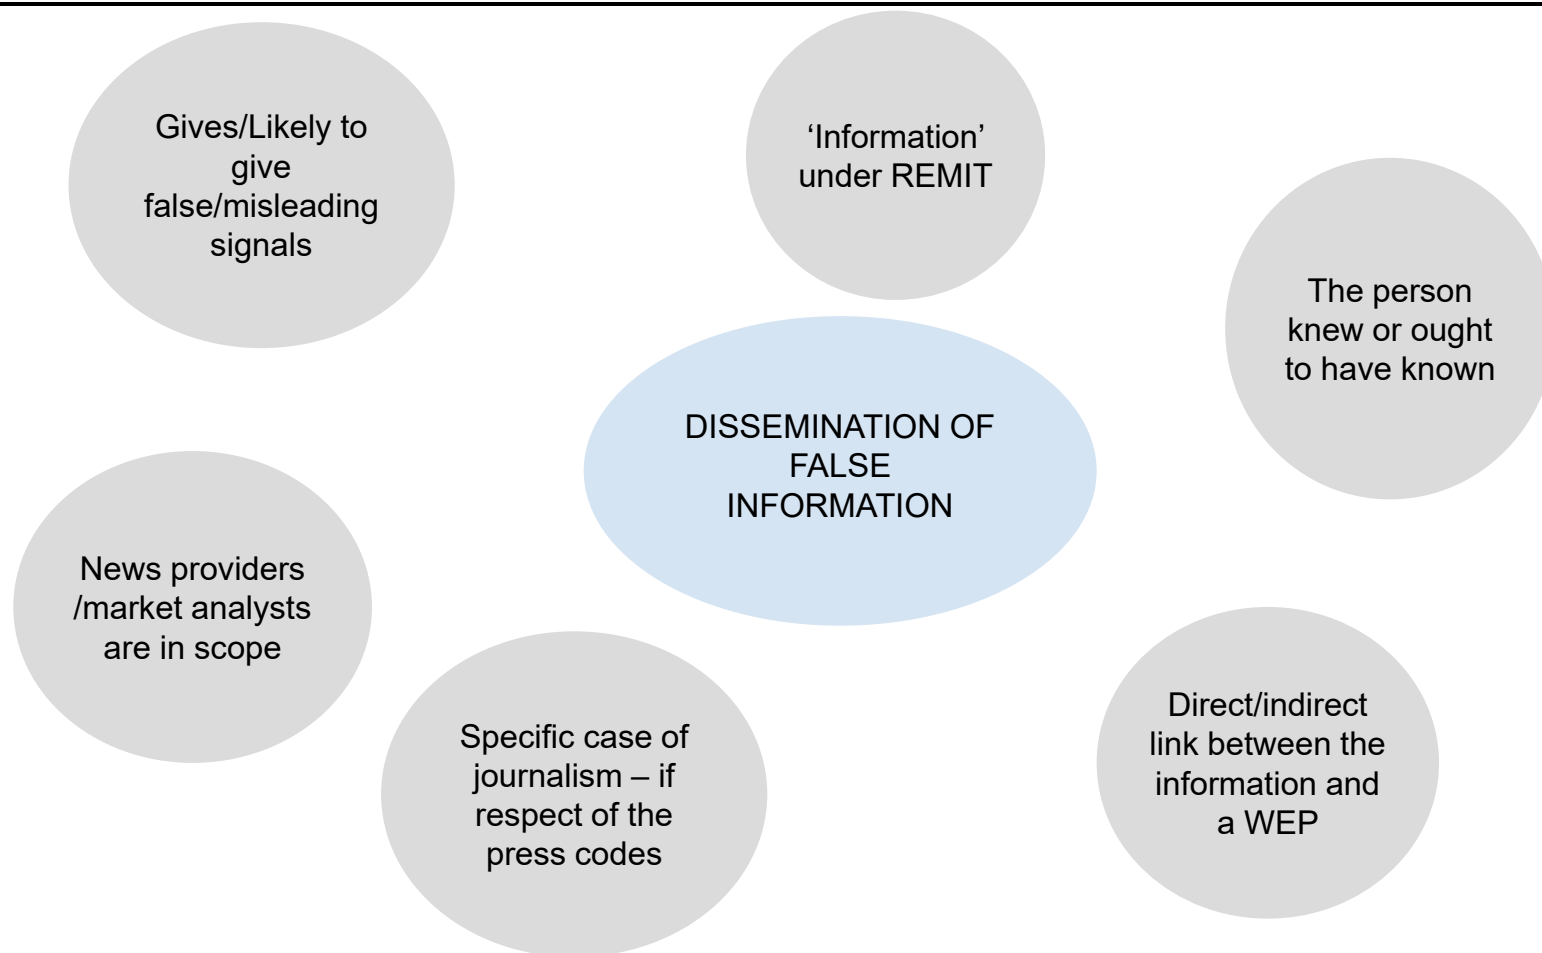 Gives/Likely to
give
false/misleading
signals
‘Information’
under REMIT
The person
knew or ought
to have known
DISSEMINATION OF
FALSE
INFORMATION
News providers
/market analysts
are in scope
Specific case of
journalism – if
respect of the
press codes
Direct/indirect
link between the
information and
a WEP